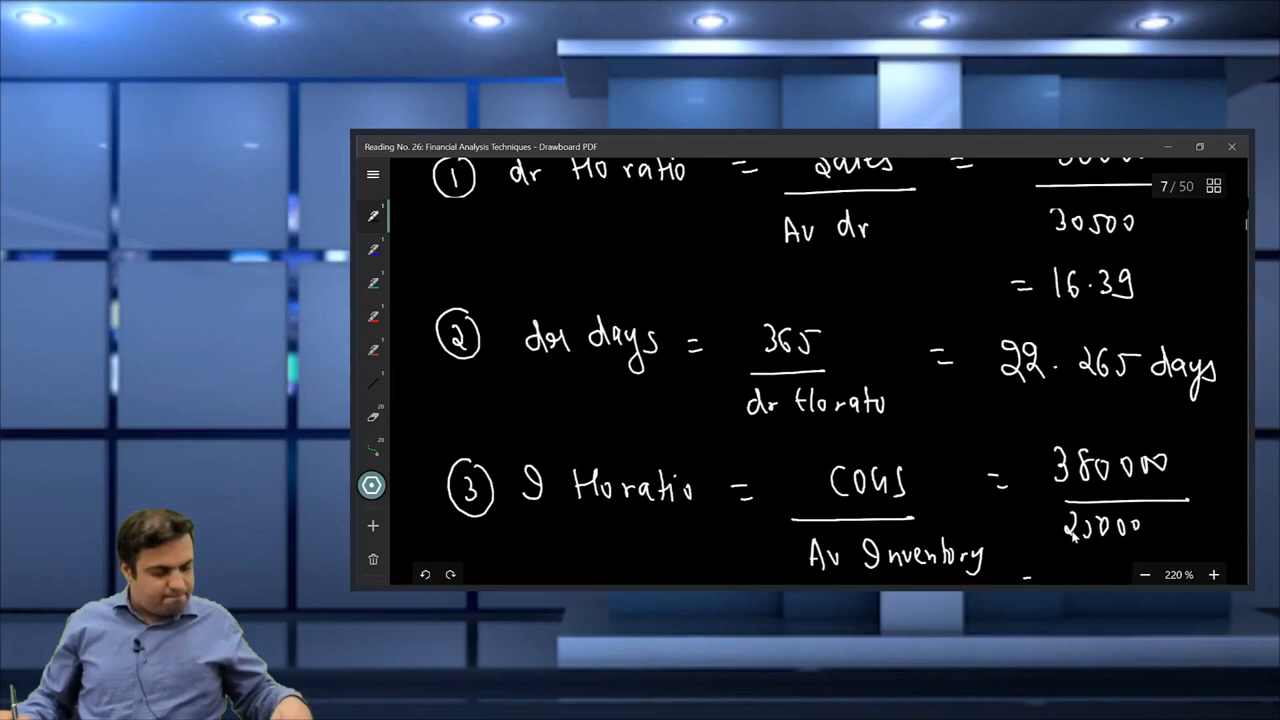 Reading No. 26: Financial Analysis Techniques - Drawboard PDF
7 / 50
① dr t/o ratio = Sales =
Av dr
30500
= 16.39
② dr days = 365 = 22.265 days
dr t/o ratio
③ I t/o ratio = COGS = 380000
Av Inventory
=
220 %